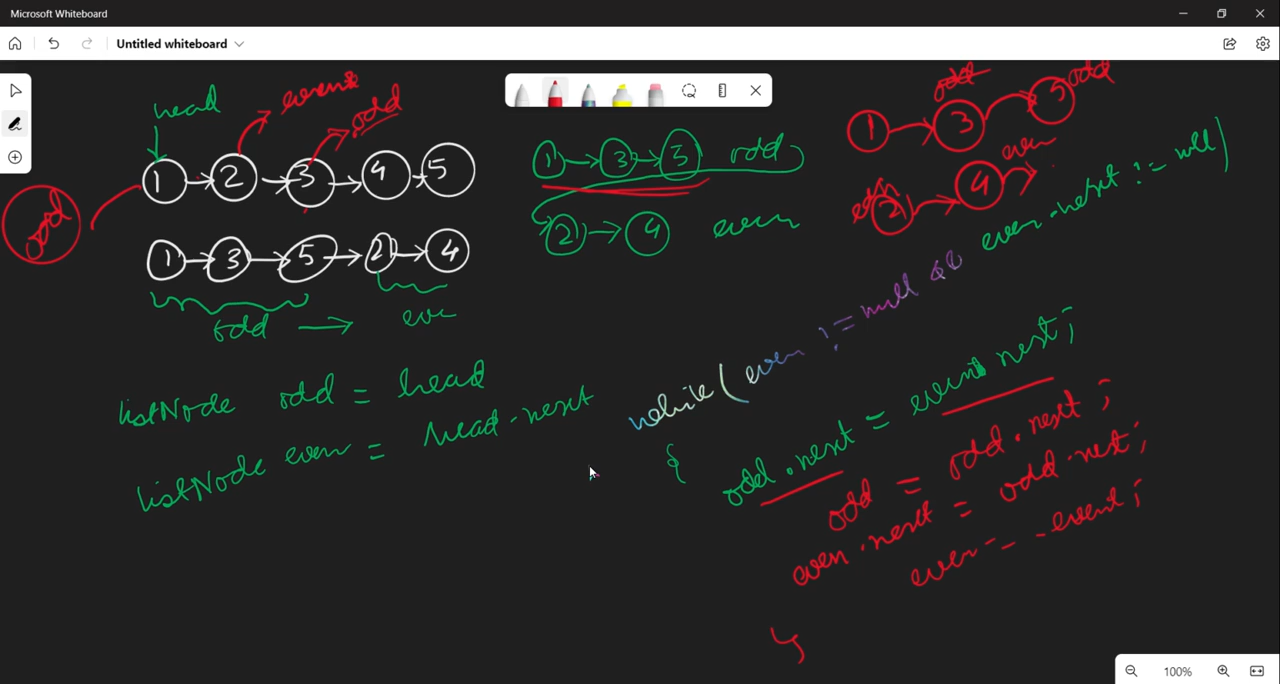 Microsoft Whiteboard
Untitled whiteboard
head
even
odd
1 → 2 → 3 → 4 → 5
odd
1 → 3 → 5 → 2 → 4
odd → eve
1 → 3 → 3 odd
2 → 4 even
odd odd
1 → 3 → 5
even
2 → 4 →
listNode odd = head
listNode even = head.next
while (even != null && even.next != null)
{
odd.next = even.next;
odd = odd.next;
even.next = odd.next;
even =
}
100%